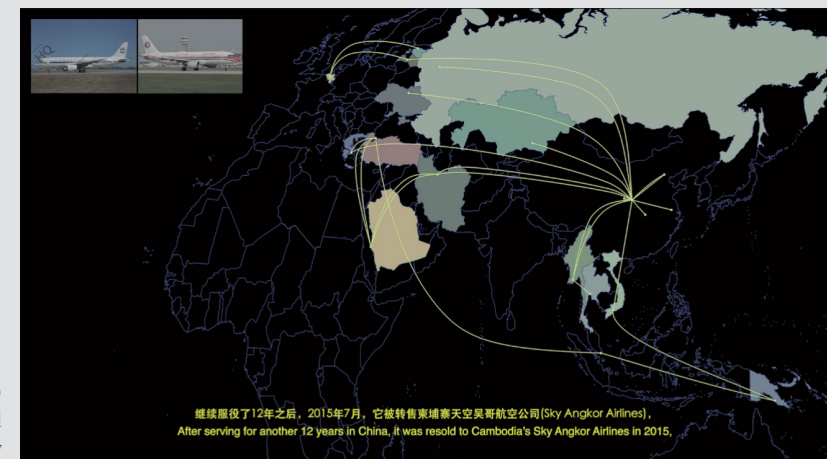 HQ
继续服役了12年之后，2015年7月，它被转售柬埔寨天空吴哥航空公司(Sky Angkor Airlines)，
After serving for another 12 years in China, it was resold to Cambodia's Sky Angkor Airlines in 2015,